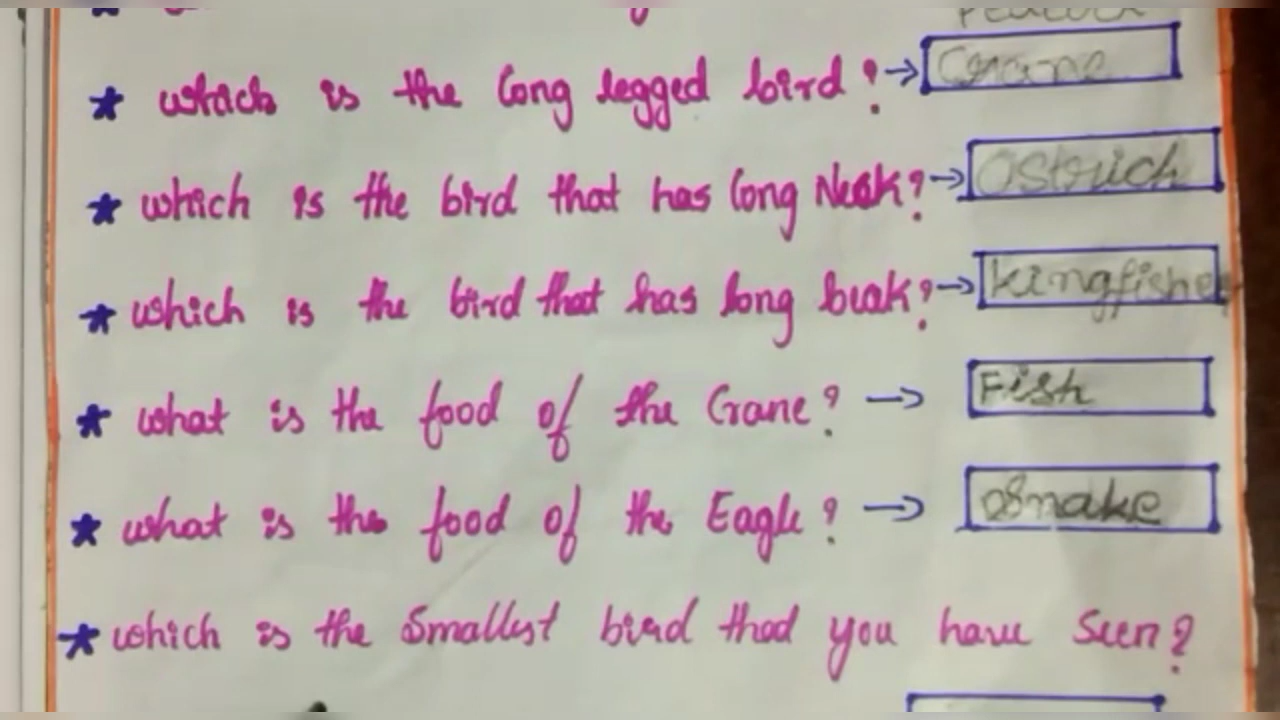 Peacock
which is the long legged bird? → Crane
which is the bird that has long Neck? → Ostrich
which is the bird that has long beak? → kingfisher
what is the food of the Crane? → Fish
what is the food of the Eagle? → Snake
which is the Smallest bird thad you have Seen?